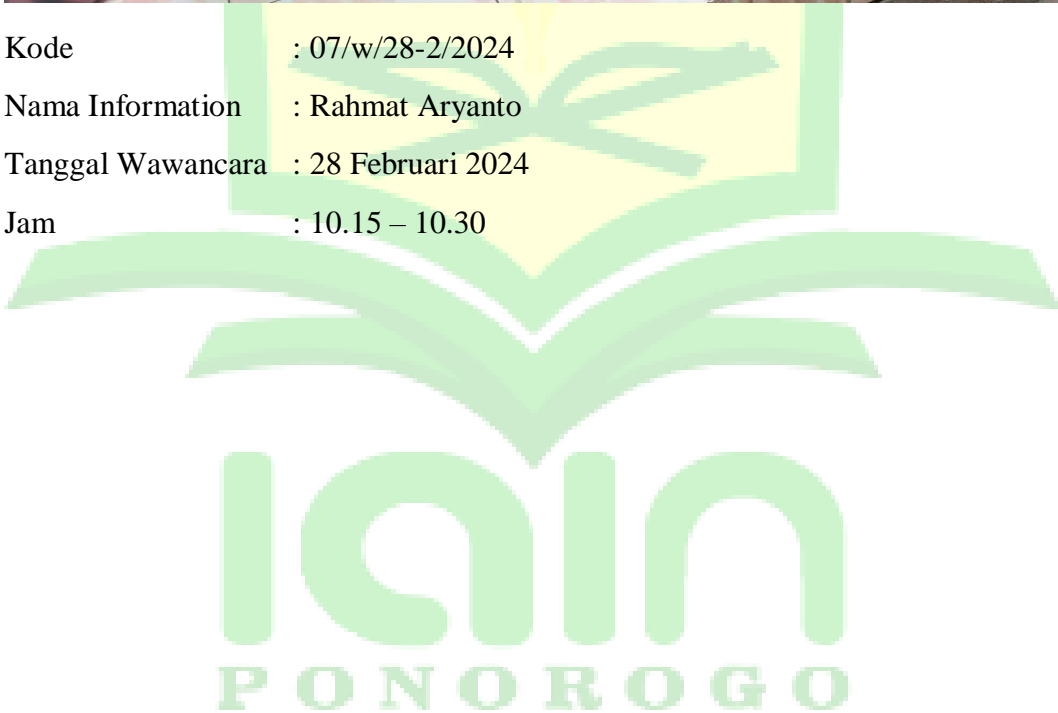 Kode : 07/w/28-2/2024
Nama Information : Rahmat Aryanto
Tanggal Wawancara : 28 Februari 2024
Jam : 10.15 – 10.30
iain
PONOROGO